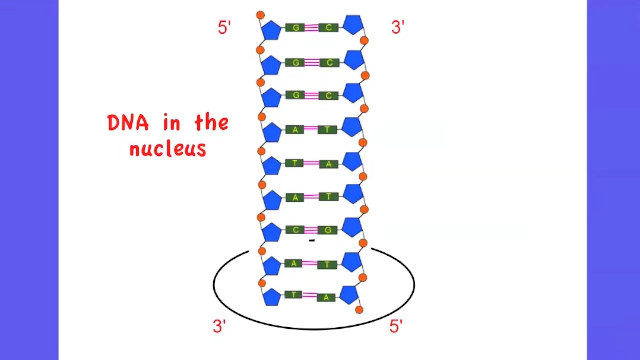 5' 3'
G C
G C
G C
A T
T A
A T
C G
A T
T A
3' 5'
DNA in the
nucleus